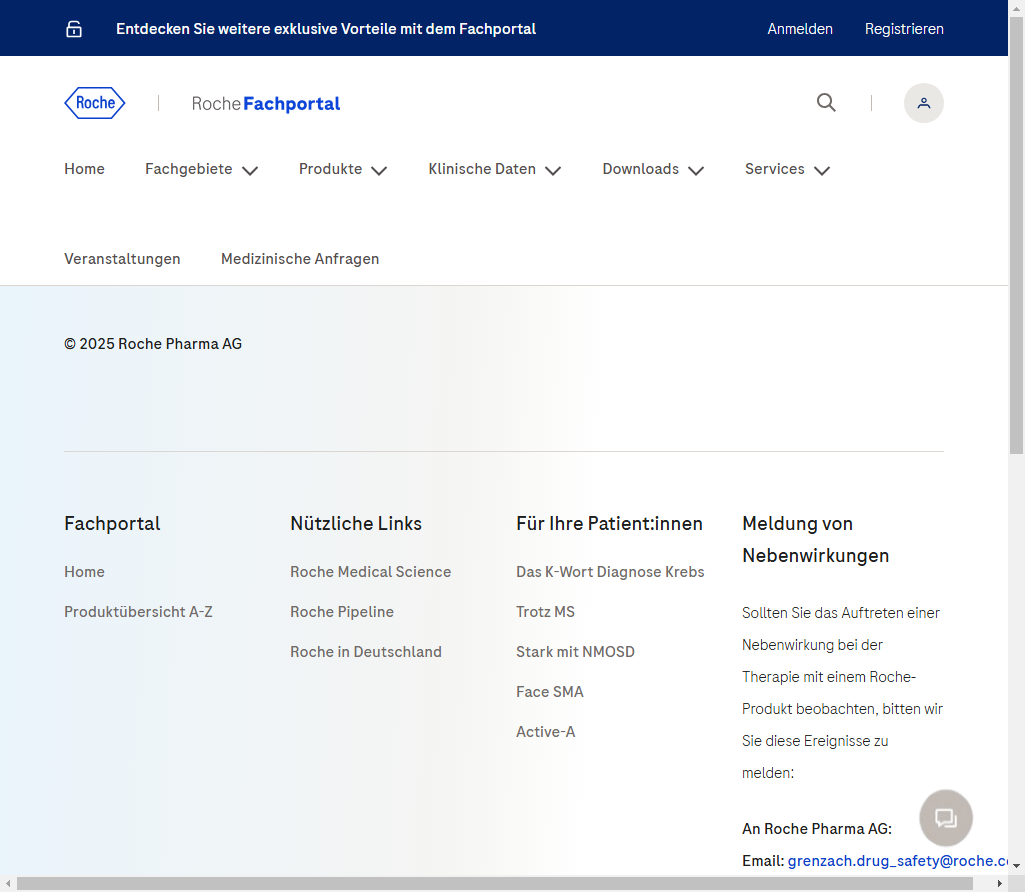 Entdecken Sie weitere exklusive Vorteile mit dem Fachportal
Anmelden
Registrieren
Roche
Roche Fachportal
Home
Fachgebiete
Produkte
Klinische Daten
Downloads
Services
Veranstaltungen
Medizinische Anfragen
© 2025 Roche Pharma AG
Fachportal
Home
Produktübersicht A-Z
Nützliche Links
Roche Medical Science
Roche Pipeline
Roche in Deutschland
Für Ihre Patient:innen
Das K-Wort Diagnose Krebs
Trotz MS
Stark mit NMOSD
Face SMA
Active-A
Meldung von
Nebenwirkungen
Sollten Sie das Auftreten einer
Nebenwirkung bei der
Therapie mit einem Roche-
Produkt beobachten, bitten wir
Sie diese Ereignisse zu
melden:
An Roche Pharma AG:
Email: grenzach.drug_safety@roche.c